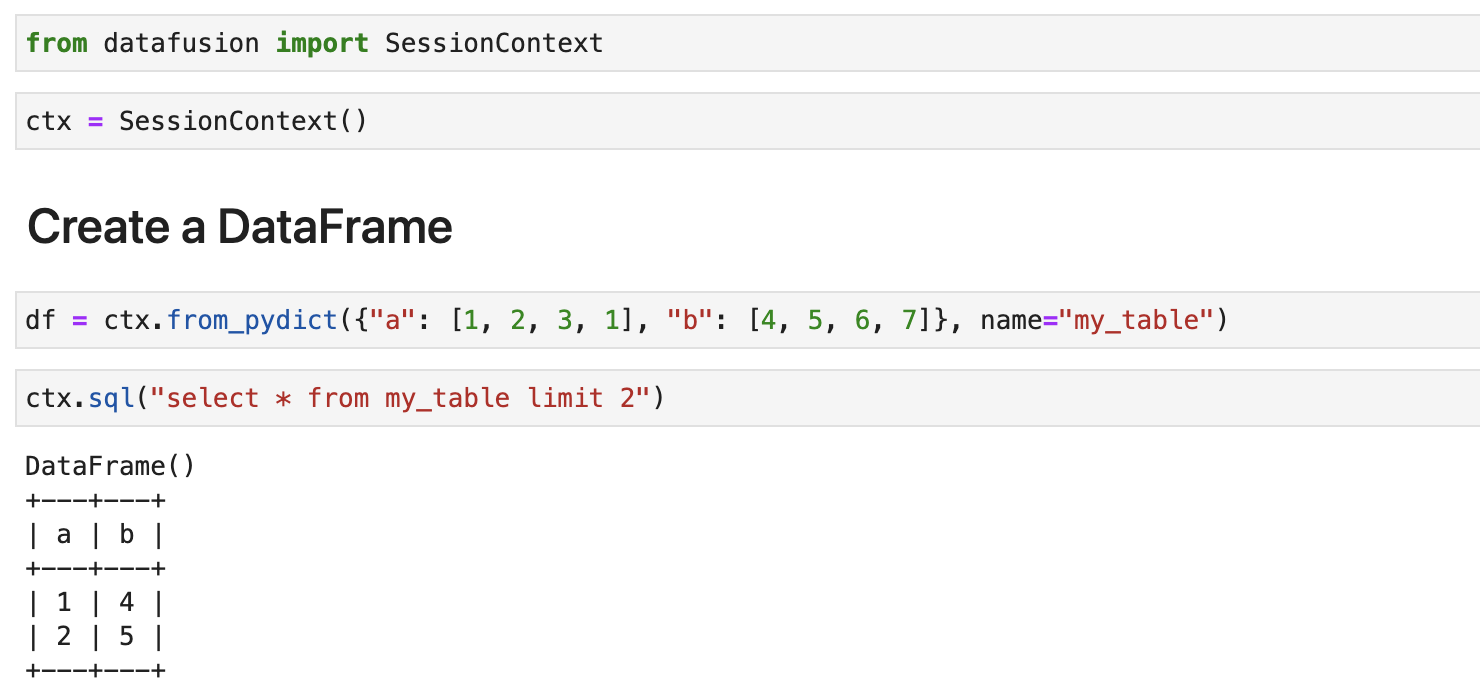 from datafusion import SessionContext
ctx = SessionContext()
Create a DataFrame
df = ctx.from_pydict({"a": [1, 2, 3, 1], "b": [4, 5, 6, 7]}, name="my_table")
ctx.sql("select * from my_table limit 2")
DataFrame()
+---+---+
| a | b |
+---+---+
| 1 | 4 |
| 2 | 5 |
+---+---+